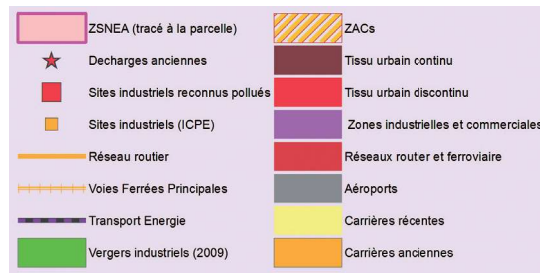 ZSNEA (tracé à la parcelle)
Decharges anciennes
Sites industriels reconnus pollués
Sites industriels (ICPE)
Réseau routier
Voies Ferrées Principales
Transport Energie
Vergers industriels (2009)
ZACs
Tissu urbain continu
Tissu urbain discontinu
Zones industrielles et commerciales
Réseaux router et ferroviaire
Aéroports
Carrières récentes
Carrières anciennes